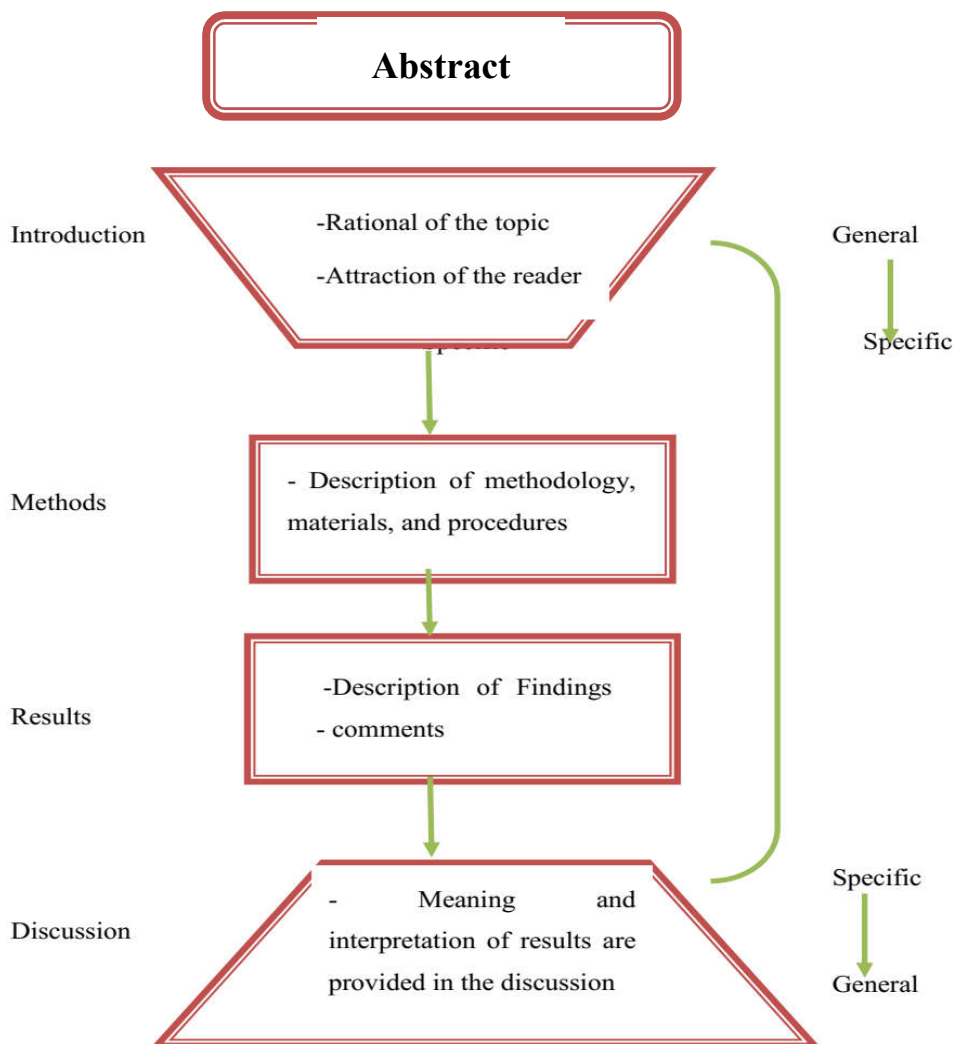 Abstract
Introduction
-Rational of the topic
-Attraction of the reader
General
Specific
Specific
Methods
- Description of methodology,
materials, and procedures
Results
-Description of Findings
- comments
Discussion
- Meaning and
interpretation of results are
provided in the discussion
Specific
General